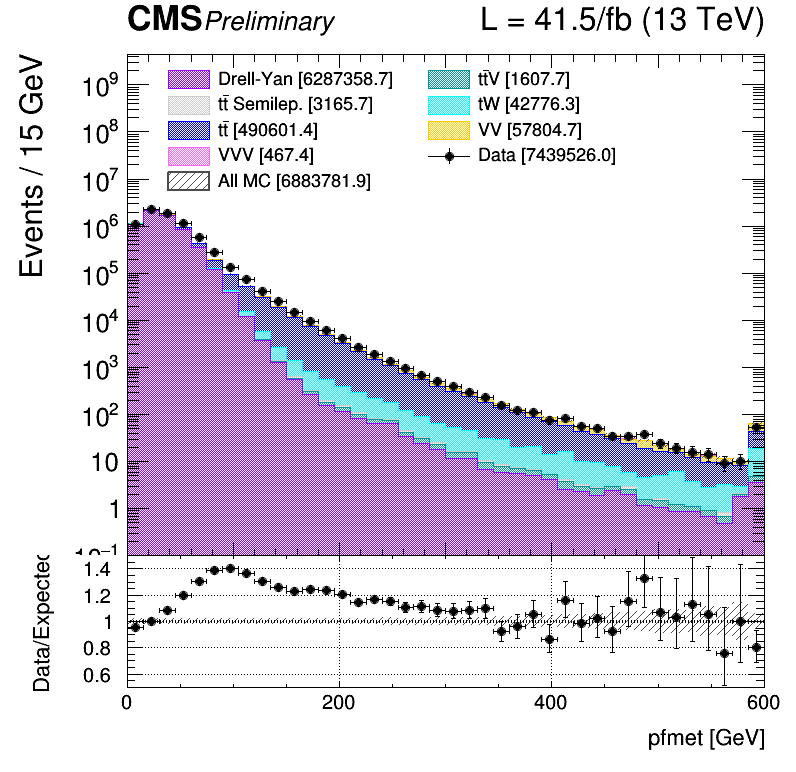 CMS Preliminary L = 41.5/fb (13 TeV)
Events / 15 GeV
Drell-Yan [6287358.7]
tt̄ Semilep. [3165.7]
tt̄ [490601.4]
VVV [467.4]
All MC [6883781.9]
tt̄V [1607.7]
tW [42776.3]
VV [57804.7]
Data [7439526.0]
10⁹
10⁸
10⁷
10⁶
10⁵
10⁴
10³
10²
10
1
10⁻¹
Data/Expected
1.4
1.2
1
0.8
0.6
0 200 400 600
pfmet [GeV]